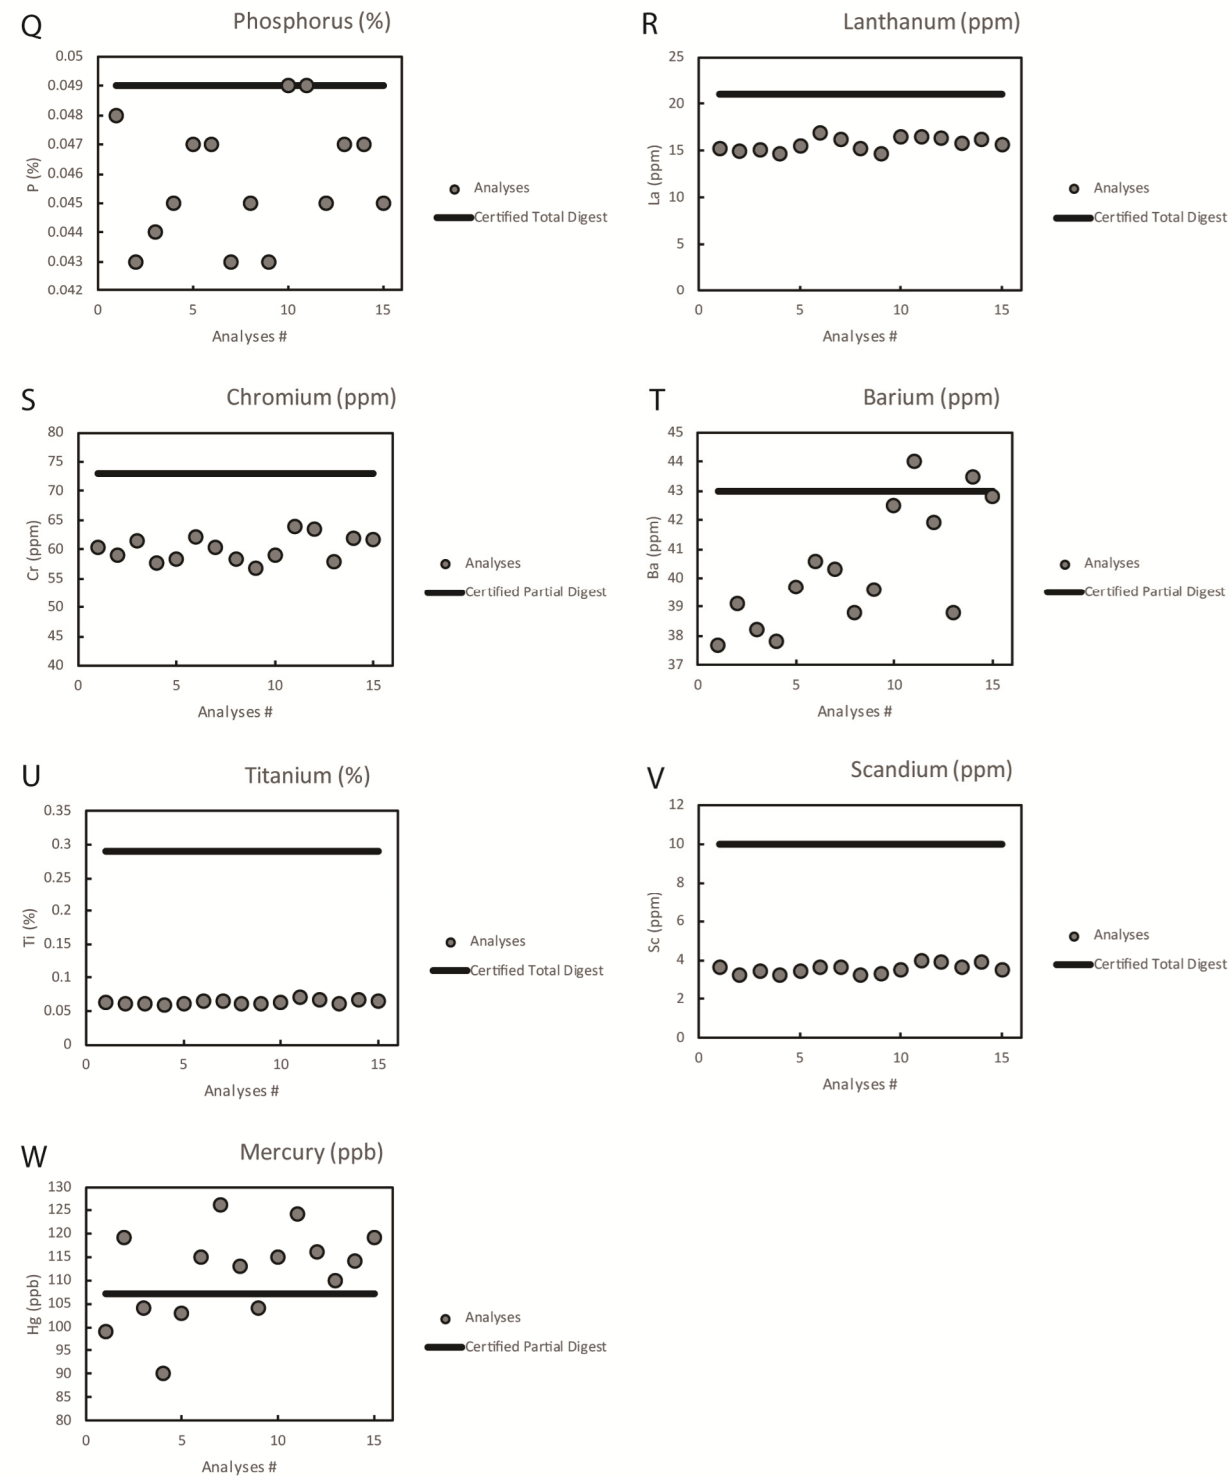 Q
Phosphorus (%)
0.05
0.049
0.048
0.047
0.046
0.045
0.044
0.043
0.042
P (%)
0
5
10
15
Analyses #
Analyses
Certified Total Digest
R
Lanthanum (ppm)
25
20
15
10
5
0
La (ppm)
0
5
10
15
Analyses #
Analyses
Certified Total Digest
S
Chromium (ppm)
80
75
70
65
60
55
50
45
40
Cr (ppm)
0
5
10
15
Analyses #
Analyses
Certified Partial Digest
T
Barium (ppm)
45
44
43
42
41
40
39
38
37
Ba (ppm)
0
5
10
15
Analyses #
Analyses
Certified Partial Digest
U
Titanium (%)
0.35
0.3
0.25
0.2
0.15
0.1
0.05
0
Ti (%)
0
5
10
15
Analyses #
Analyses
Certified Total Digest
V
Scandium (ppm)
12
10
8
6
4
2
0
Sc (ppm)
0
5
10
15
Analyses #
Analyses
Certified Total Digest
W
Mercury (ppb)
130
125
120
115
110
105
100
95
90
85
80
Hg (ppb)
0
5
10
15
Analyses #
Analyses
Certified Partial Digest